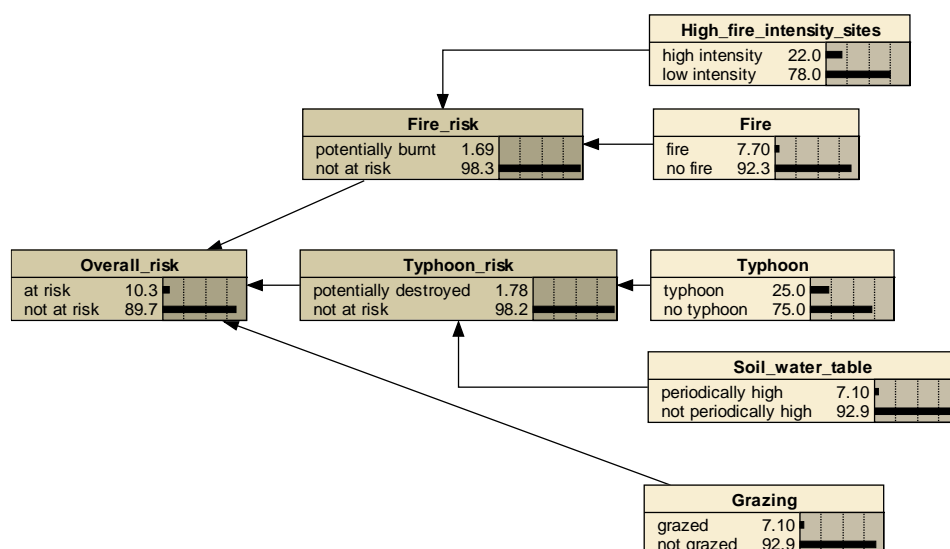 High_fire_intensity_sites
high intensity 22.0
low intensity 78.0
Fire_risk
potentially burnt 1.69
not at risk 98.3
Fire
fire 7.70
no fire 92.3
Overall_risk
at risk 10.3
not at risk 89.7
Typhoon_risk
potentially destroyed 1.78
not at risk 98.2
Typhoon
typhoon 25.0
no typhoon 75.0
Soil_water_table
periodically high 7.10
not periodically high 92.9
Grazing
grazed 7.10
not grazed 92.9